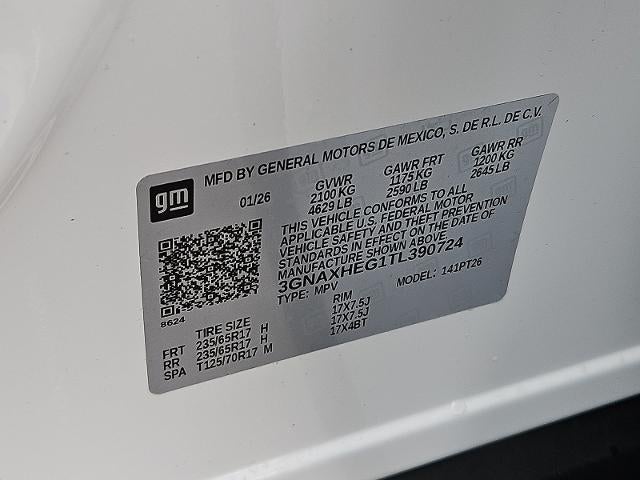 gm
MFD BY GENERAL MOTORS DE MEXICO, S. DE R.L. DE C.V.
01/26 GVWR GAWR FRT GAWR RR
2100 KG 1175 KG 1200 KG
4629 LB 2590 LB 2645 LB
THIS VEHICLE CONFORMS TO ALL
APPLICABLE U.S. FEDERAL MOTOR
VEHICLE SAFETY AND THEFT PREVENTION
STANDARDS IN EFFECT ON THE DATE OF
MANUFACTURE SHOWN ABOVE.
3GNAXHEG1TL390724
TYPE: MPV MODEL: 141PT26
8624
TIRE SIZE RIM
FRT 235/65R17 H 17X7.5J
RR 235/65R17 H 17X7.5J
SPA T125/70R17 M 17X4BT